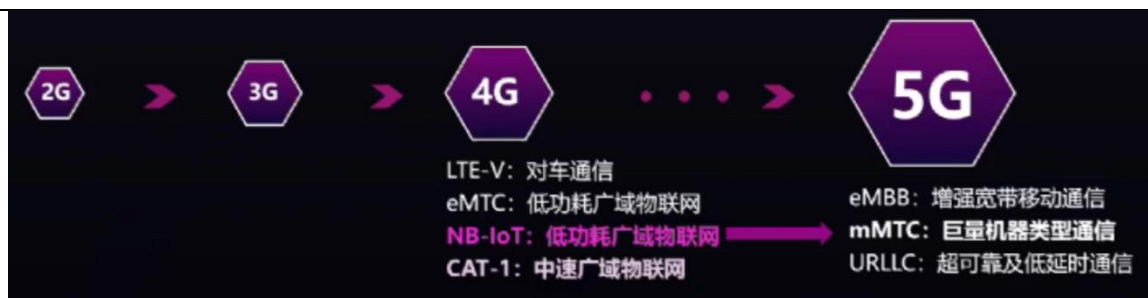 2G
3G
4G
5G
LTE-V：对车通信
eMTC：低功耗广域物联网
NB-IoT：低功耗广域物联网
CAT-1：中速广域物联网
eMBB：增强宽带移动通信
mMTC：巨量机器类型通信
URLLC：超可靠及低延时通信